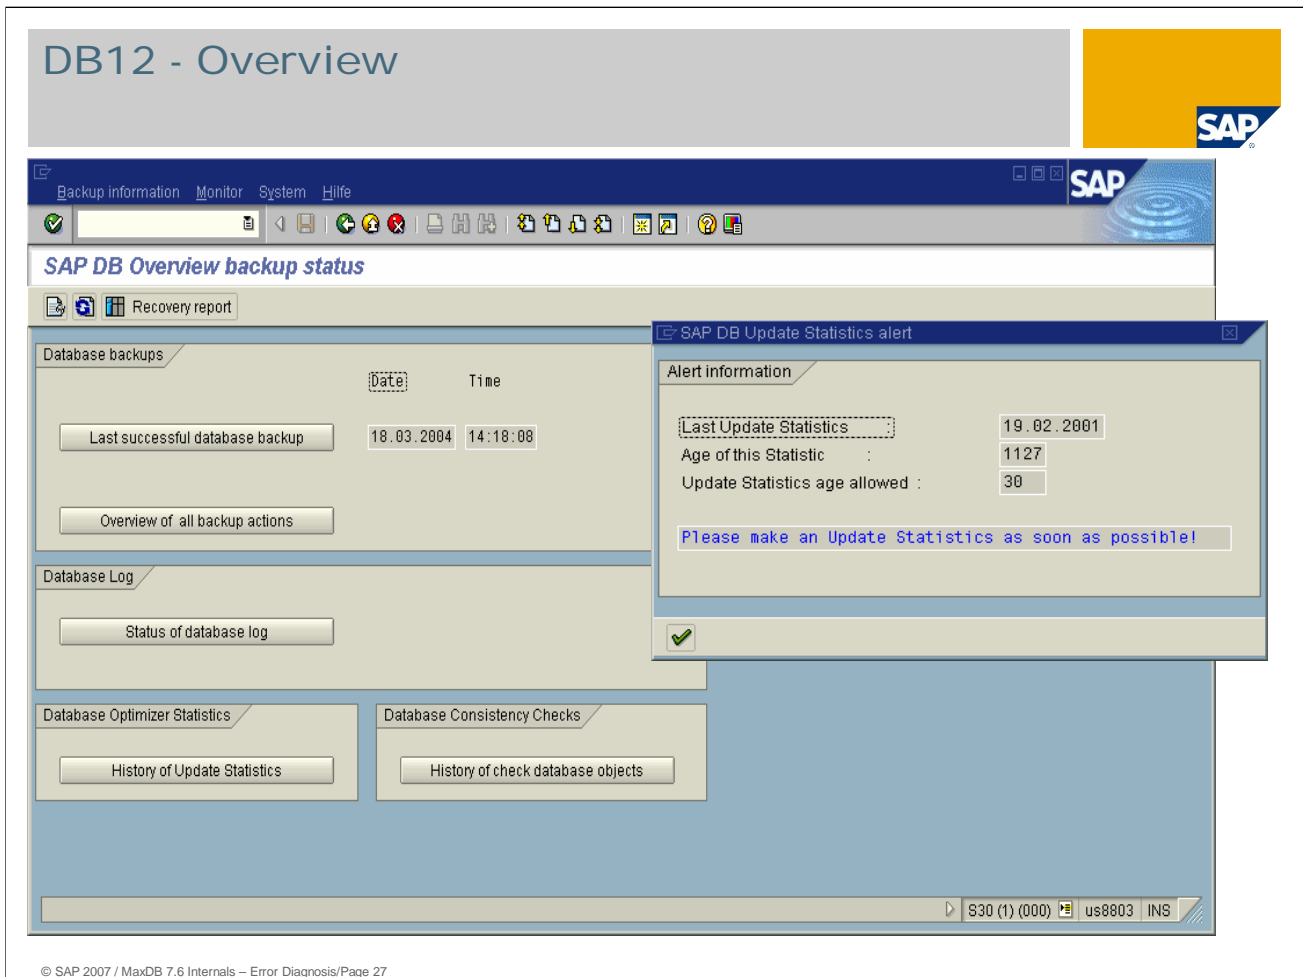 DB12 - Overview
SAP
Backup information Monitor System Hilfe
SAP
SAP DB Overview backup status
Recovery report
SAP DB Update Statistics alert
Database backups
Date Time
Last successful database backup 18.03.2004 14:18:08
Overview of all backup actions
Alert information
Last Update Statistics : 19.02.2001
Age of this Statistic : 1127
Update Statistics age allowed : 30
Please make an Update Statistics as soon as possible!
Database Log
Status of database log
Database Optimizer Statistics
History of Update Statistics
Database Consistency Checks
History of check database objects
S30 (1) (000) us8803 INS
© SAP 2007 / MaxDB 7.6 Internals – Error Diagnosis/Page 27